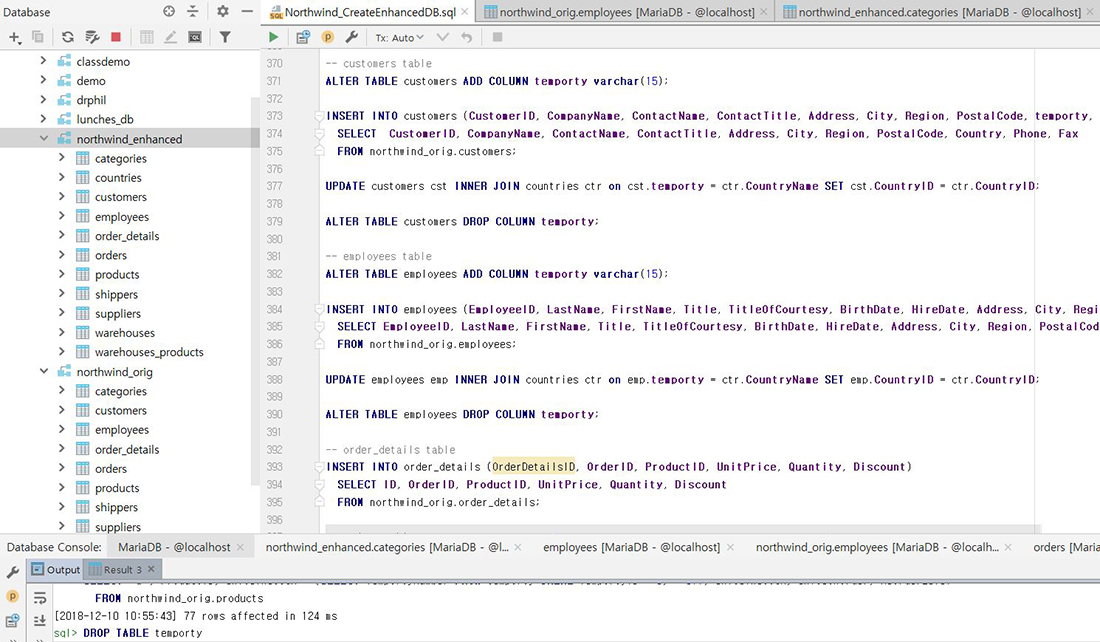 Database
Northwind_CreateEnhancedDB.sql
northwind_orig.employees [MariaDB - @localhost]
northwind_enhanced.categories [MariaDB - @localhost]
Tx: Auto
classdemo
demo
drphil
lunches_db
northwind_enhanced
categories
countries
customers
employees
order_details
orders
products
shippers
suppliers
warehouses
warehouses_products
northwind_orig
categories
customers
employees
order_details
orders
products
shippers
suppliers
370 -- customers table
371 ALTER TABLE customers ADD COLUMN temporty varchar(15);
372
373 INSERT INTO customers (CustomerID, CompanyName, ContactName, ContactTitle, Address, City, Region, PostalCode, temporty,
374 SELECT CustomerID, CompanyName, ContactName, ContactTitle, Address, City, Region, PostalCode, Country, Phone, Fax
375 FROM northwind_orig.customers;
376
377 UPDATE customers cst INNER JOIN countries ctr on cst.temporty = ctr.CountryName SET cst.CountryID = ctr.CountryID;
378
379 ALTER TABLE customers DROP COLUMN temporty;
380
381 -- employees table
382 ALTER TABLE employees ADD COLUMN temporty varchar(15);
383
384 INSERT INTO employees (EmployeeID, LastName, FirstName, Title, TitleOfCourtesy, BirthDate, HireDate, Address, City, Regi
385 SELECT EmployeeID, LastName, FirstName, Title, TitleOfCourtesy, BirthDate, HireDate, Address, City, Region, PostalCod
386 FROM northwind_orig.employees;
387
388 UPDATE employees emp INNER JOIN countries ctr on emp.temporty = ctr.CountryName SET emp.CountryID = ctr.CountryID;
389
390 ALTER TABLE employees DROP COLUMN temporty;
391
392 -- order_details table
393 INSERT INTO order_details (OrderDetailsID, OrderID, ProductID, UnitPrice, Quantity, Discount)
394 SELECT ID, OrderID, ProductID, UnitPrice, Quantity, Discount
395 FROM northwind_orig.order_details;
396
Database Console:
MariaDB - @localhost
northwind_enhanced.categories [MariaDB - @l...
employees [MariaDB - @localhost]
northwind_orig.employees [MariaDB - @localh...
orders [Maria
Output
Result 3
FROM northwind_orig.products
[2018-12-10 10:55:43] 77 rows affected in 124 ms
sql> DROP TABLE temporty